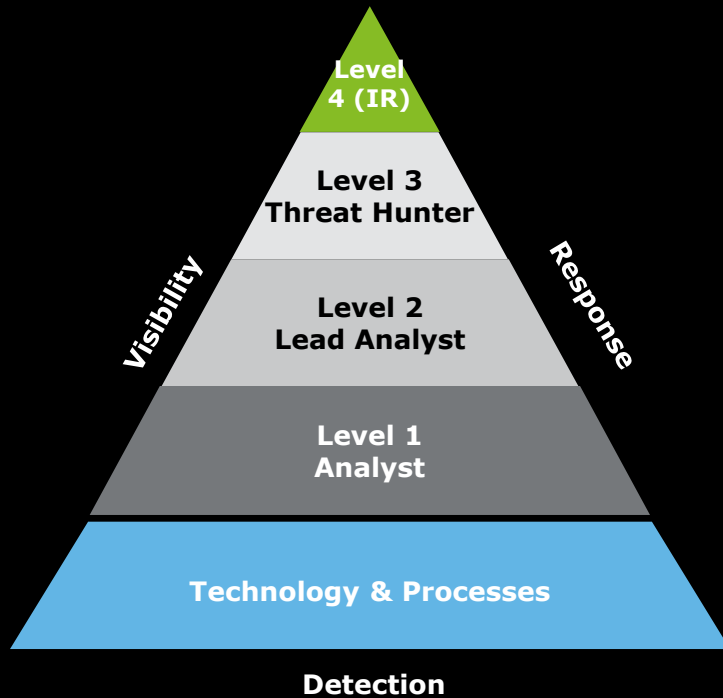 Level
4 (IR)
Level 3
Threat Hunter
Visibility
Response
Level 2
Lead Analyst
Level 1
Analyst
Technology & Processes
Detection